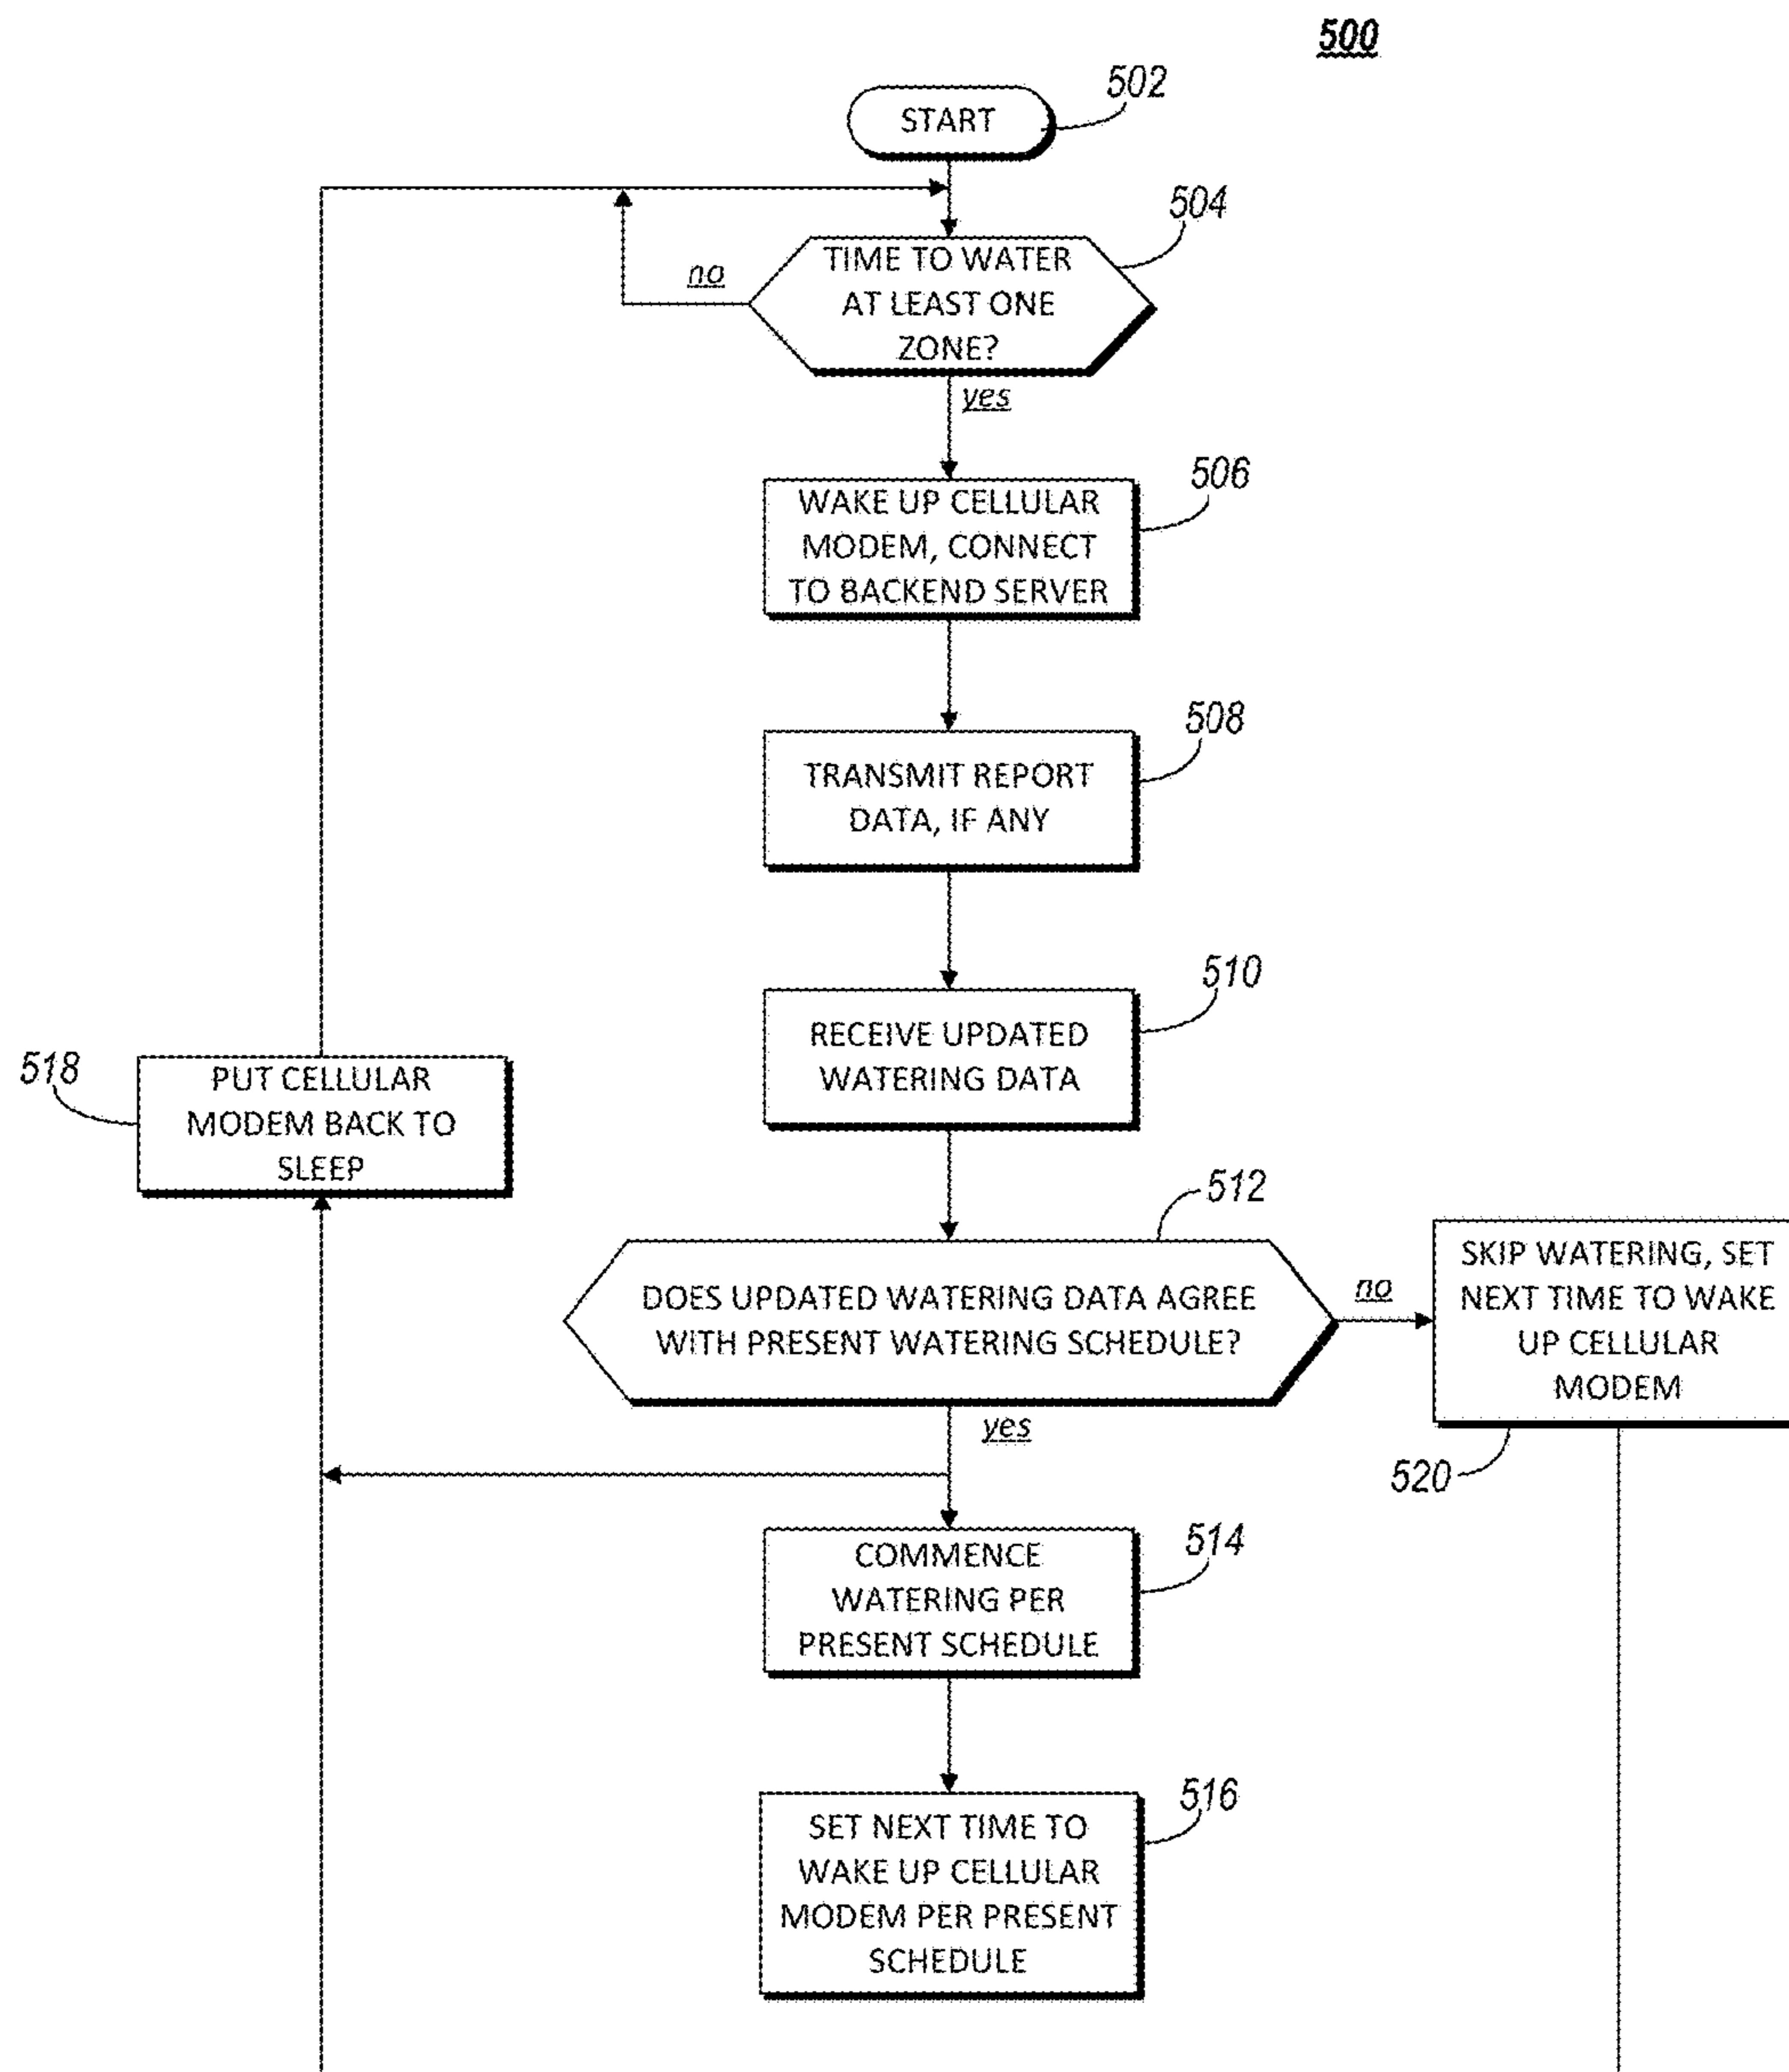 500
502
START
504
TIME TO WATER
AT LEAST ONE
ZONE?
no
yes
506
WAKE UP CELLULAR
MODEM, CONNECT
TO BACKEND SERVER
508
TRANSMIT REPORT
DATA, IF ANY
510
RECEIVE UPDATED
WATERING DATA
518
PUT CELLULAR
MODEM BACK TO
SLEEP
512
DOES UPDATED WATERING DATA AGREE
WITH PRESENT WATERING SCHEDULE?
no
SKIP WATERING, SET
NEXT TIME TO WAKE
UP CELLULAR
MODEM
520
yes
514
COMMENCE
WATERING PER
PRESENT SCHEDULE
516
SET NEXT TIME TO
WAKE UP CELLULAR
MODEM PER PRESENT
SCHEDULE